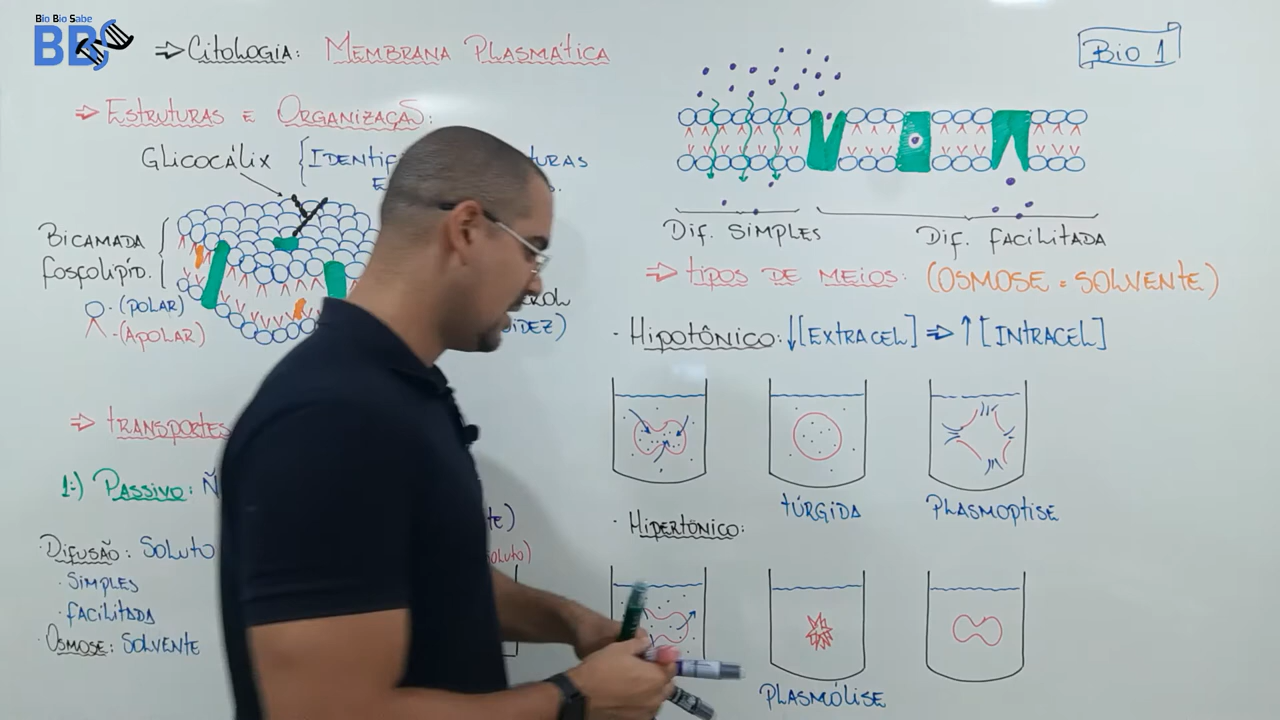 Bio Bio Sabe
BBS
⇒ Citologia: Membrana Plasmática
Bio 1
⇒ Estruturas e Organização:
Glicocálix
Bicamada
fosfolipíd.
(Polar)
(Apolar)
⇒ Transportes
1:) Passivo:
Difusão: Soluto
· Simples
· Facilitada
· Osmose: Solvente
Dif. Simples
Dif. Facilitada
⇒ Tipos de Meios: (Osmose = Solvente)
· Hipotônico: ↓[Extracel] ⇒ ↑[Intracel]
Túrgida
Plasmoptise
· Hipertônico:
Plasmólise